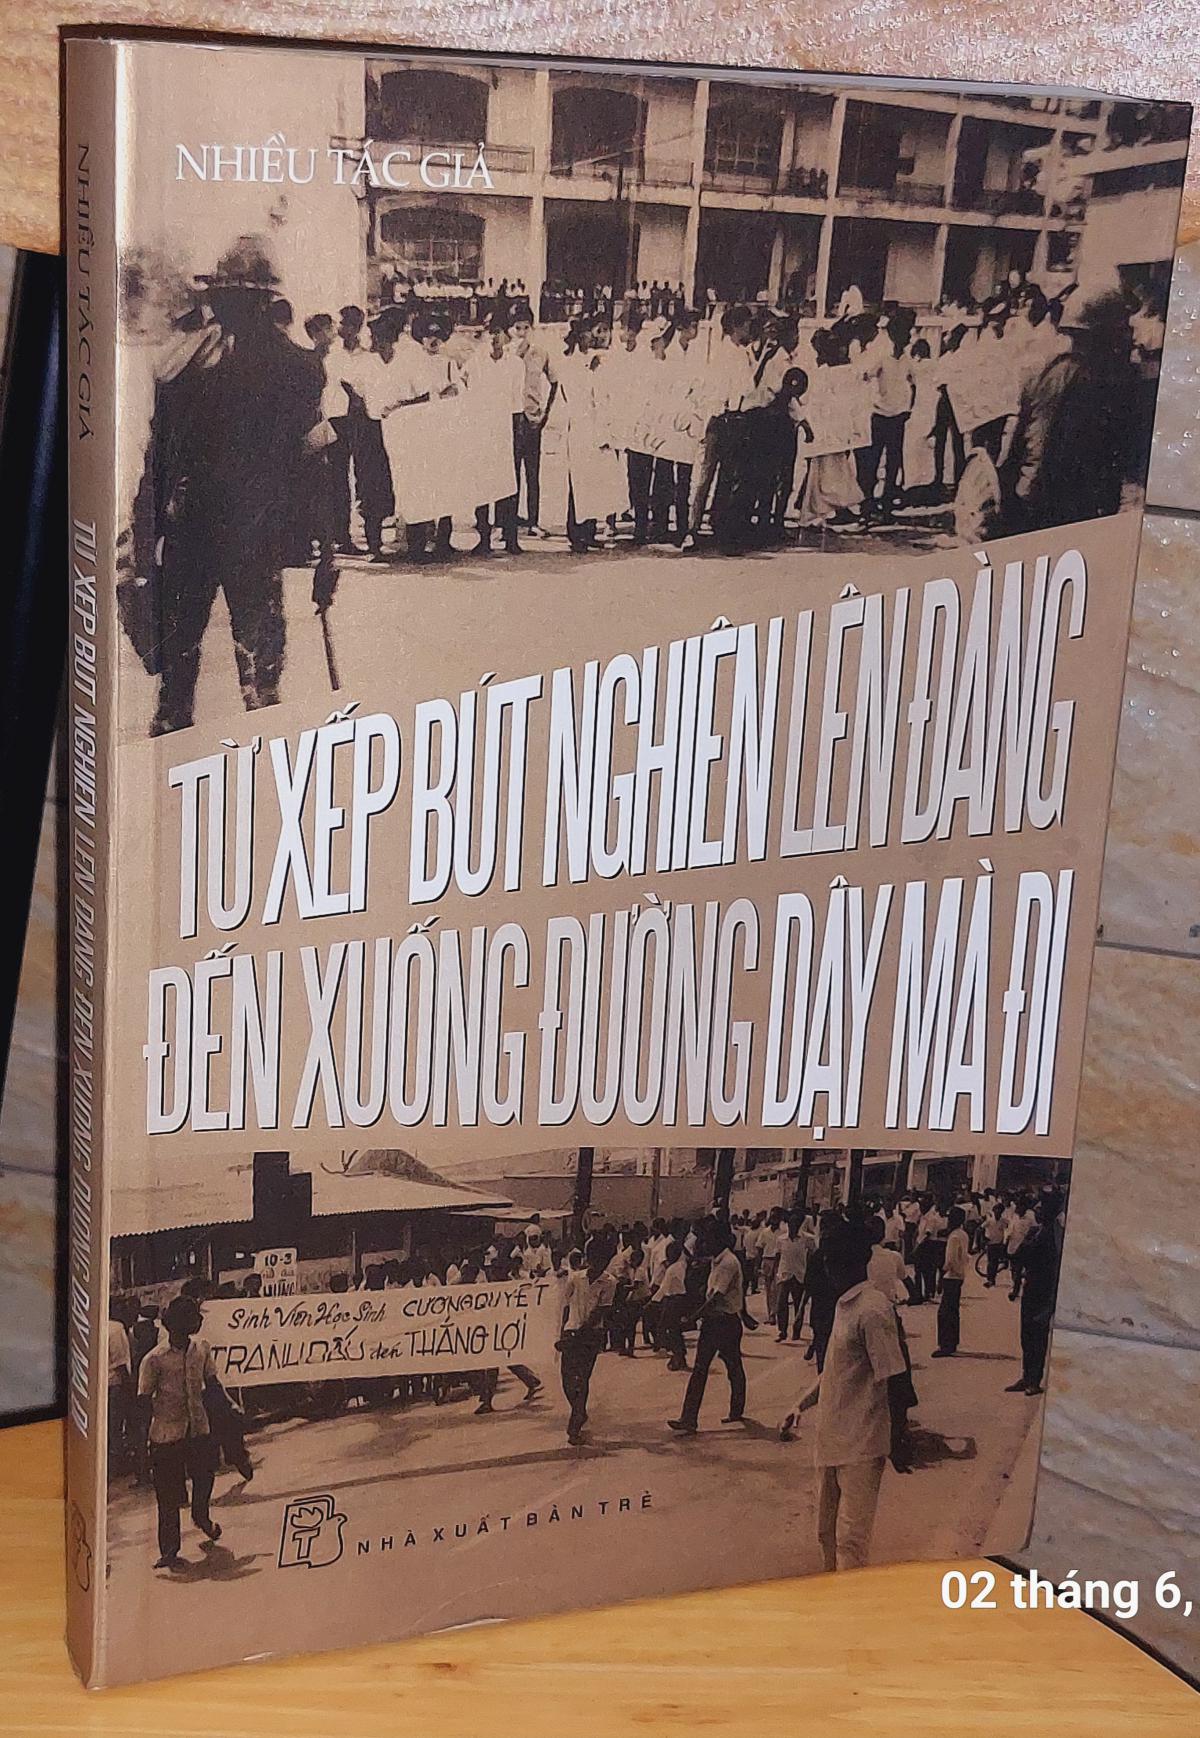 NHIỀU TÁC GIẢ
NHIỀU TÁC GIẢ
TỪ XẾP BÚT NGHIÊN LÊN ĐÀNG ĐẾN XUỐNG ĐƯỜNG DẬY MÀ ĐI
TỪ XẾP BÚT NGHIÊN LÊN ĐÀNG
ĐẾN XUỐNG ĐƯỜNG DẬY MÀ ĐI
10-3
Sinh Viên Học Sinh CƯƠNG QUYẾT
TRANH ĐẤU đến THẮNG LỢI
NHÀ XUẤT BẢN TRẺ
02 tháng 6,